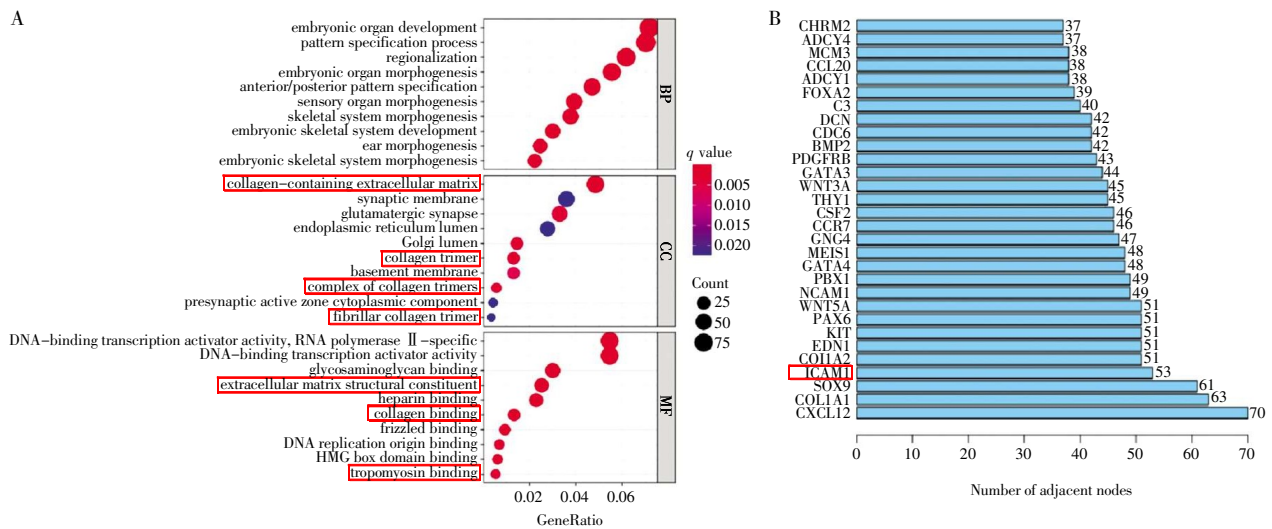 A
embryonic organ development
pattern specification process
regionalization
embryonic organ morphogenesis
anterior/posterior pattern specification
sensory organ morphogenesis
skeletal system morphogenesis
embryonic skeletal system development
ear morphogenesis
embryonic skeletal system morphogenesis
BP
collagen-containing extracellular matrix
synaptic membrane
glutamatergic synapse
endoplasmic reticulum lumen
Golgi lumen
collagen trimer
basement membrane
complex of collagen trimers
presynaptic active zone cytoplasmic component
fibrillar collagen trimer
CC
DNA-binding transcription activator activity, RNA polymerase Ⅱ-specific
DNA-binding transcription activator activity
glycosaminoglycan binding
extracellular matrix structural constituent
heparin binding
collagen binding
frizzled binding
DNA replication origin binding
HMG box domain binding
tropomyosin binding
MF
0.02 0.04 0.06
GeneRatio
q value
0.005
0.010
0.015
0.020
Count
25
50
75
B
CHRM2 37
ADCY4 37
MCM3 38
CCL20 38
ADCY1 38
FOXA2 39
C3 40
DCN 42
CDC6 42
BMP2 42
PDGFRB 43
GATA3 44
WNT3A 45
THY1 45
CSF2 46
CCR7 46
GNG4 47
MEIS1 48
GATA4 48
PBX1 49
NCAM1 49
WNT5A 51
PAX6 51
KIT 51
EDN1 51
COl1A2 51
ICAM1 53
SOX9 61
COL1A1 63
CXCL12 70
0 10 20 30 40 50 60 70
Number of adjacent nodes